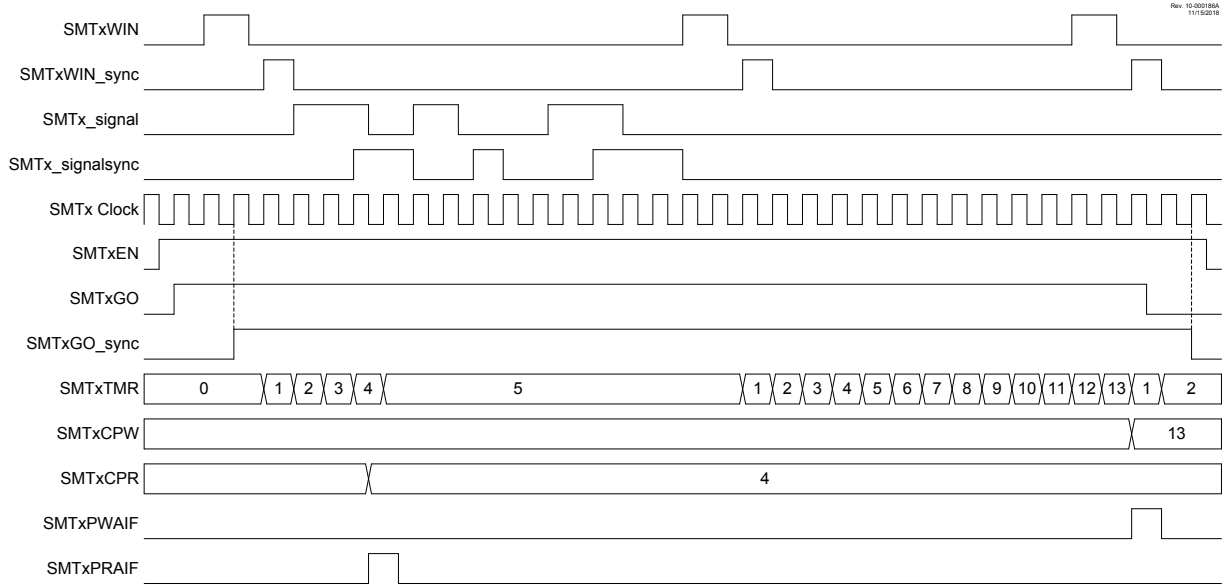 Rev. 10-000186A
11/15/2018
SMTxWIN
SMTxWIN_sync
SMTx_signal
SMTx_signalsync
SMTx Clock
SMTxEN
SMTxGO
SMTxGO_sync
SMTxTMR 0 1 2 3 4 5 1 2 3 4 5 6 7 8 9 10 11 12 13 1 2
SMTxCPW 13
SMTxCPR 4
SMTxPWAIF
SMTxPRAIF